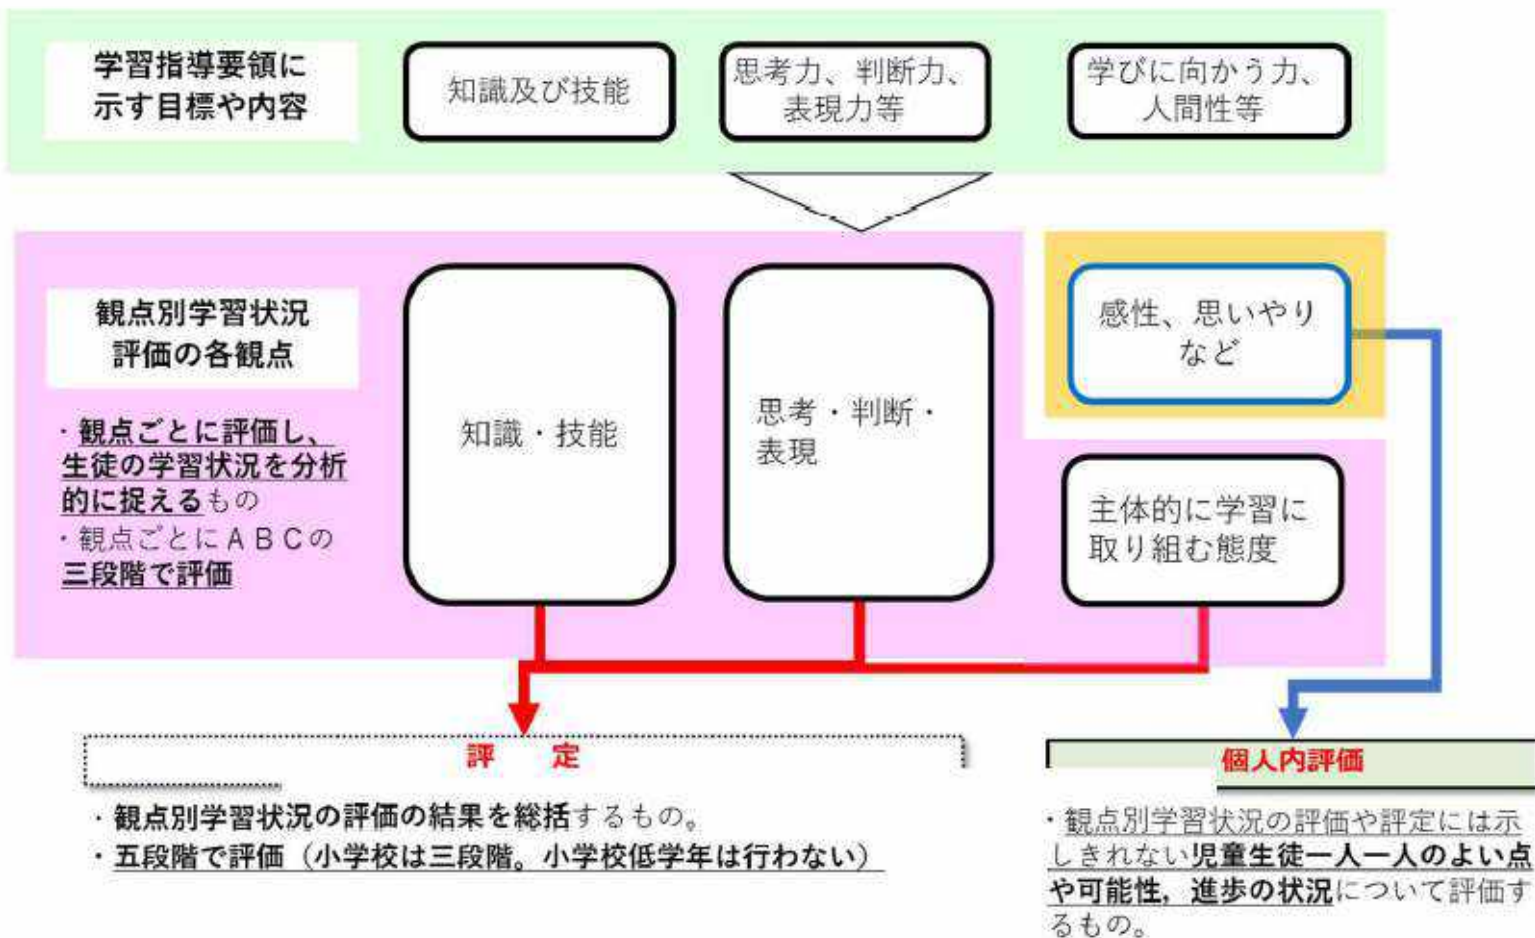 学習指導要領に
示す目標や内容
知識及び技能
思考力、判断力、
表現力等
学びに向かう力、
人間性等
観点別学習状況
評価の各観点
・観点ごとに評価し、
生徒の学習状況を分析
的に捉えるもの
・観点ごとにＡＢＣの
三段階で評価
知識・技能
思考・判断・
表現
感性、思いやり
など
主体的に学習に
取り組む態度
評　定
・観点別学習状況の評価の結果を総括するもの。
・五段階で評価（小学校は三段階。小学校低学年は行わない）
個人内評価
・観点別学習状況の評価や評定には示
しきれない児童生徒一人一人のよい点
や可能性，進歩の状況について評価す
るもの。